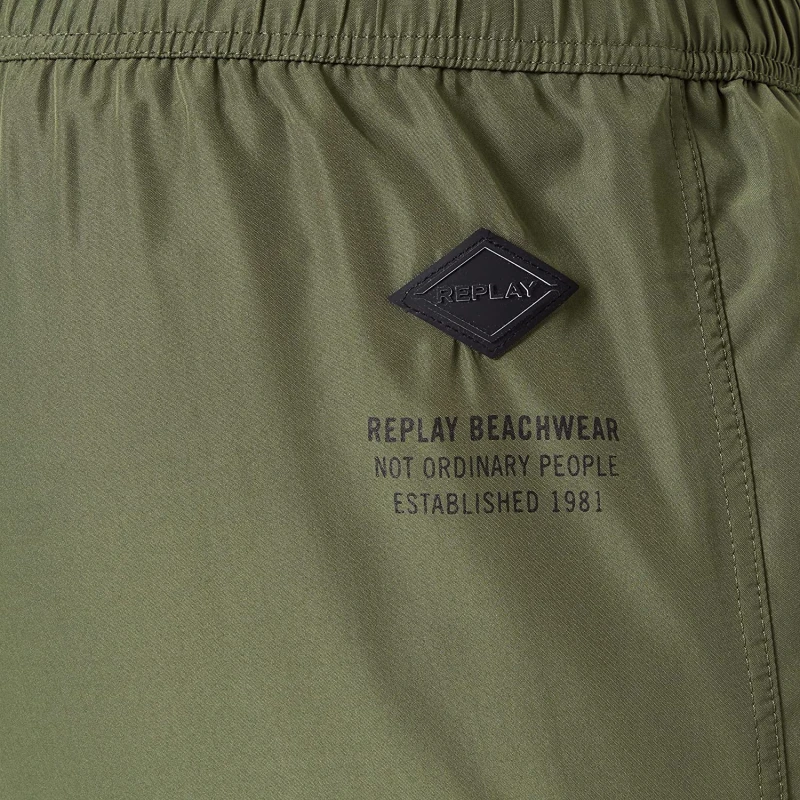 REPLAY
REPLAY BEACHWEAR
NOT ORDINARY PEOPLE
ESTABLISHED 1981